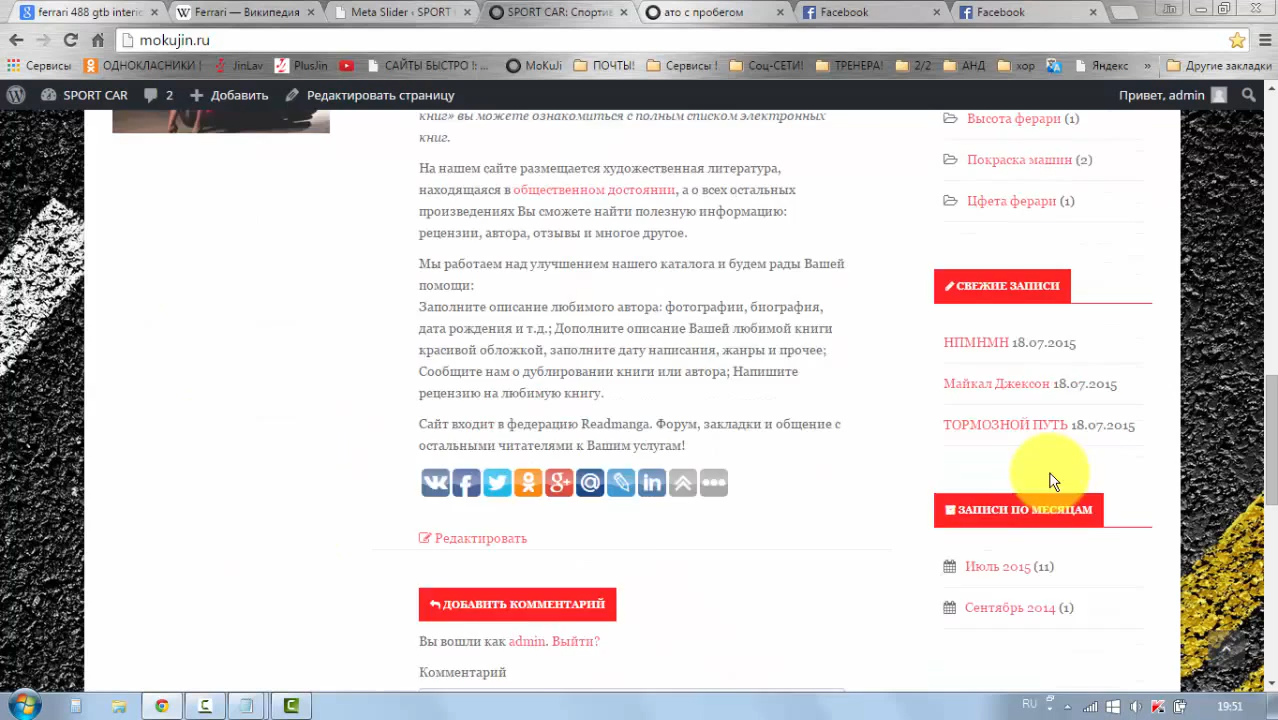 ferrari 488 gtb interi
Ferrari — Википедия
Meta Slider ‹ SPORT
SPORT CAR: Спортив
ато с пробегом
Facebook
Facebook
mokujin.ru
Сервисы
ОДНОКЛАССНИКИ !
JinLav
PlusJin
САЙТЫ БЫСТРО !: ...
MoKuJi
ПОЧТЫ!
Сервисы !
Соц-СЕТИ!
ТРЕНЕРА!
2/2
АНД
хор
Яндекс
»
Другие закладки
SPORT CAR
2
Добавить
Редактировать страницу
Привет, admin
книг» вы можете ознакомиться с полным списком электронных
книг.
На нашем сайте размещается художественная литература,
находящаяся в общественном достоянии, а о всех остальных
произведениях Вы сможете найти полезную информацию:
рецензии, автора, отзывы и многое другое.
Мы работаем над улучшением нашего каталога и будем рады Вашей
помощи:
Заполните описание любимого автора: фотографии, биография,
дата рождения и т.д.; Дополните описание Вашей любимой книги
красивой обложкой, заполните дату написания, жанры и прочее;
Сообщите нам о дублировании книги или автора; Напишите
рецензию на любимую книгу.
Сайт входит в федерацию Readmanga. Форум, закладки и общение с
остальными читателями к Вашим услугам!
Редактировать
ДОБАВИТЬ КОММЕНТАРИЙ
Вы вошли как admin. Выйти?
Комментарий
Высота ферари (1)
Покраска машин (2)
Цфета ферари (1)
СВЕЖИЕ ЗАПИСИ
НПМНМН 18.07.2015
Майкал Джексон 18.07.2015
ТОРМОЗНОЙ ПУТЬ 18.07.2015
ЗАПИСИ ПО МЕСЯЦАМ
Июль 2015 (11)
Сентябрь 2014 (1)
RU
19:51